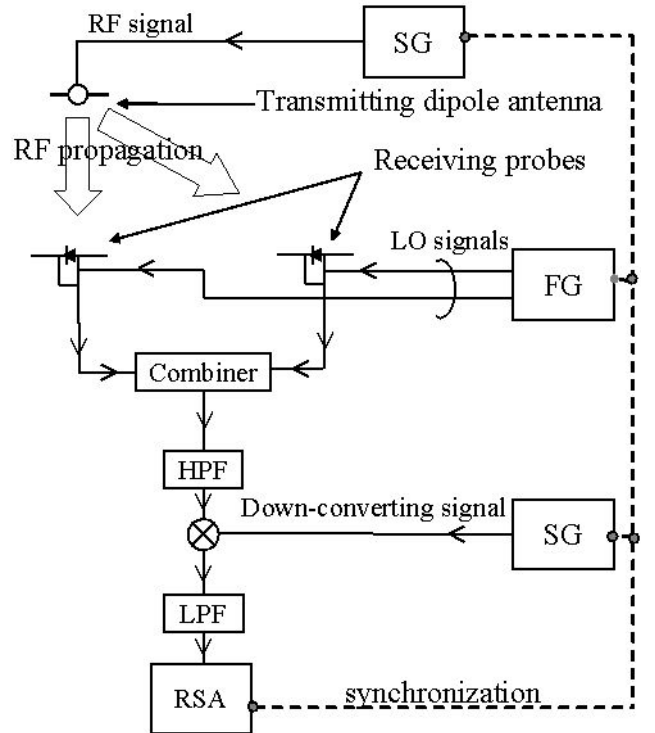 RF signal
SG
Transmitting dipole antenna
RF propagation
Receiving probes
LO signals
FG
Combiner
HPF
Down-converting signal
SG
LPF
RSA
synchronization